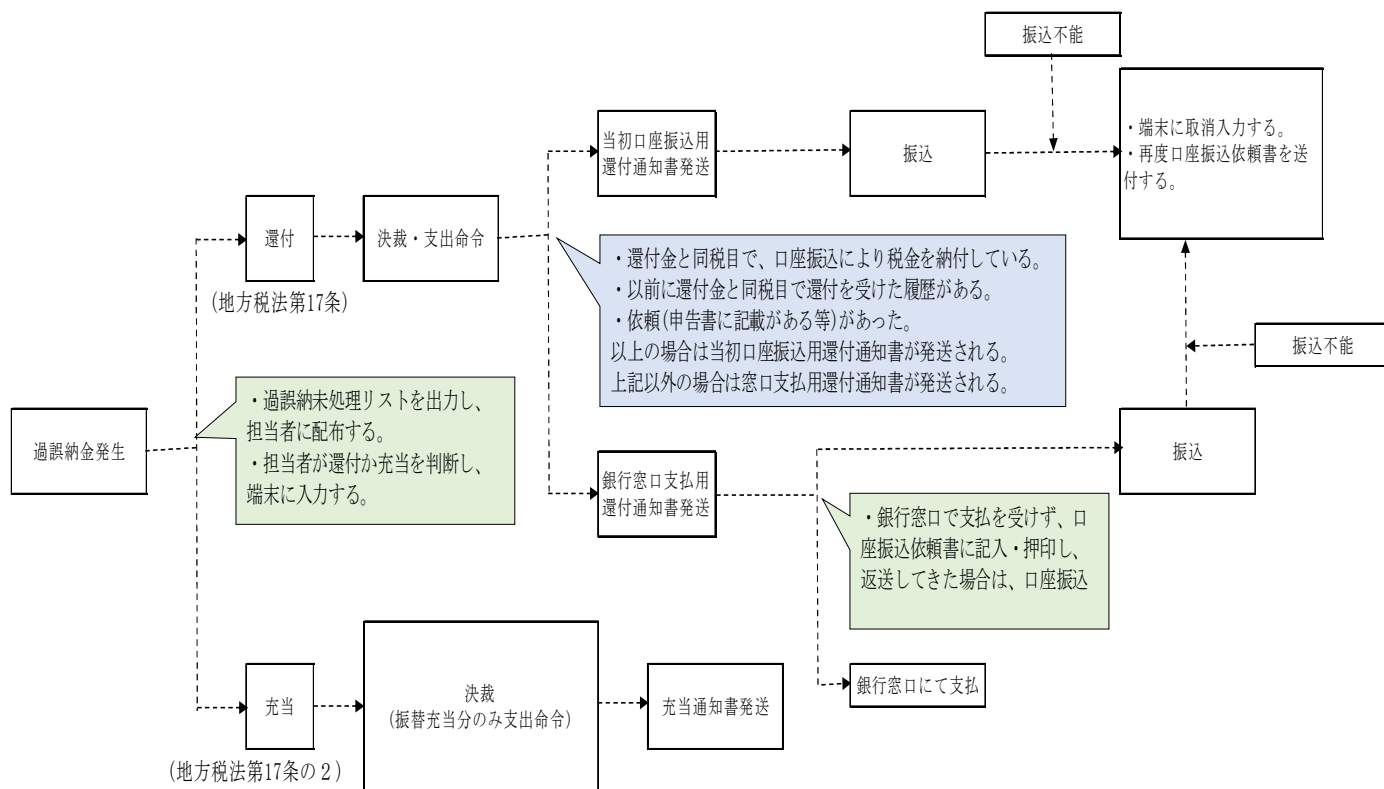 振込不能
・端末に取消入力する。
・再度口座振込依頼書を送
付する。
当初口座振込用
還付通知書発送
振込
還付
決裁・支出命令
(地方税法第17条)
・還付金と同税目で、口座振込により税金を納付している。
・以前に還付金と同税目で還付を受けた履歴がある。
・依頼(申告書に記載がある等)があった。
以上の場合は当初口座振込用還付通知書が発送される。
上記以外の場合は窓口支払用還付通知書が発送される。
振込不能
過誤納金発生
・過誤納未処理リストを出力し、
担当者に配布する。
・担当者が還付か充当を判断し、
端末に入力する。
銀行窓口支払用
還付通知書発送
振込
・銀行窓口で支払を受けず、口
座振込依頼書に記入・押印し、
返送してきた場合は、口座振込
充当
決裁
(振替充当分のみ支出命令)
充当通知書発送
銀行窓口にて支払
(地方税法第17条の２)